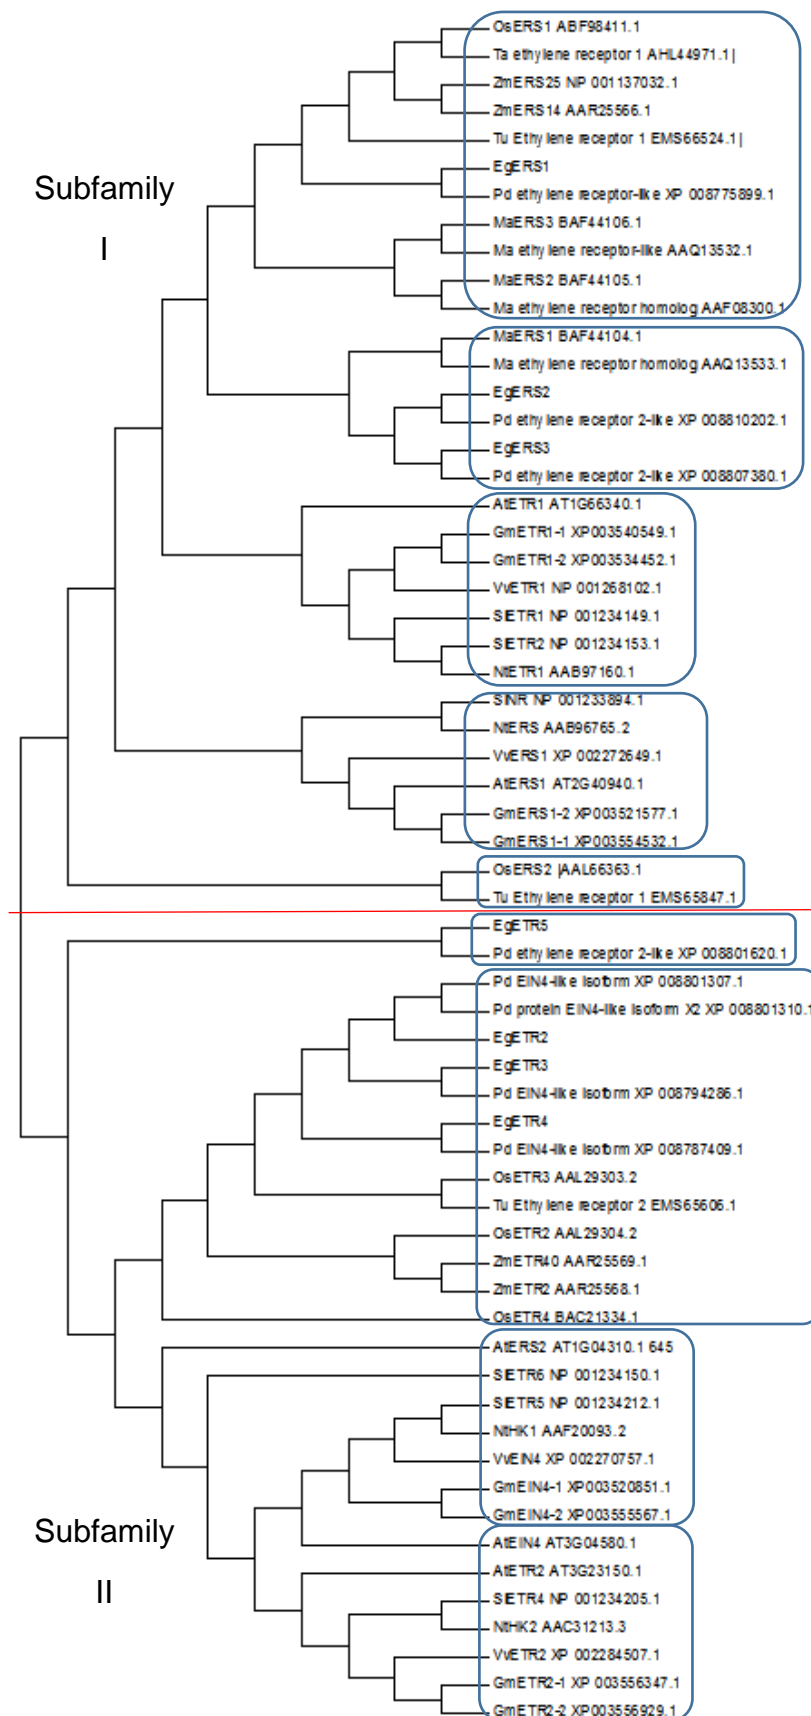 OsERS1 ABF98411.1
Ta ethylene receptor 1 AHL44971.1|
ZmERS25 NP 001137032.1
ZmERS14 AAR25566.1
Tu Ethylene receptor 1 EMS66524.1|
Subfamily
I
EgERS1
Pd ethylene receptor-like XP 008775899.1
MaERS3 BAF44106.1
Ma ethylene receptor-like AAQ13532.1
MaERS2 BAF44105.1
Ma ethylene receptor homolog AAF08300.1
MaERS1 BAF44104.1
Ma ethylene receptor homolog AAQ13533.1
EgERS2
Pd ethylene receptor 2-like XP 008810202.1
EgERS3
Pd ethylene receptor 2-like XP 008807380.1
AtETR1 AT1G66340.1
GmETR1-1 XP003540549.1
GmETR1-2 XP003534452.1
VvETR1 NP 001268102.1
SlETR1 NP 001234149.1
SlETR2 NP 001234153.1
NtETR1 AAB97160.1
SlNR NP 001233894.1
NtERS AAB96765.2
VvERS1 XP 002272649.1
AtERS1 AT2G40940.1
GmERS1-2 XP003521577.1
GmERS1-1 XP003554532.1
OsERS2 |AAL66363.1
Tu Ethylene receptor 1 EMS65847.1
EgETR5
Pd ethylene receptor 2-like XP 008801620.1
Pd EIN4-like isoform XP 008801307.1
Pd protein EIN4-like isoform X2 XP 008801310.1
EgETR2
EgETR3
Pd EIN4-like isoform XP 008794286.1
EgETR4
Pd EIN4-like isoform XP 008787409.1
OsETR3 AAL29303.2
Tu Ethylene receptor 2 EMS65606.1
OsETR2 AAL29304.2
ZmETR40 AAR25569.1
ZmETR2 AAR25568.1
OsETR4 BAC21334.1
AtERS2 AT1G04310.1 645
SlETR6 NP 001234150.1
SlETR5 NP 001234212.1
NtHK1 AAF20093.2
VvEIN4 XP 002270757.1
GmEIN4-1 XP003520851.1
GmEIN4-2 XP003555567.1
Subfamily
II
AtEIN4 AT3G04580.1
AtETR2 AT3G23150.1
SlETR4 NP 001234205.1
NtHK2 AAC31213.3
VvETR2 XP 002284507.1
GmETR2-1 XP 003556347.1
GmETR2-2 XP003556929.1